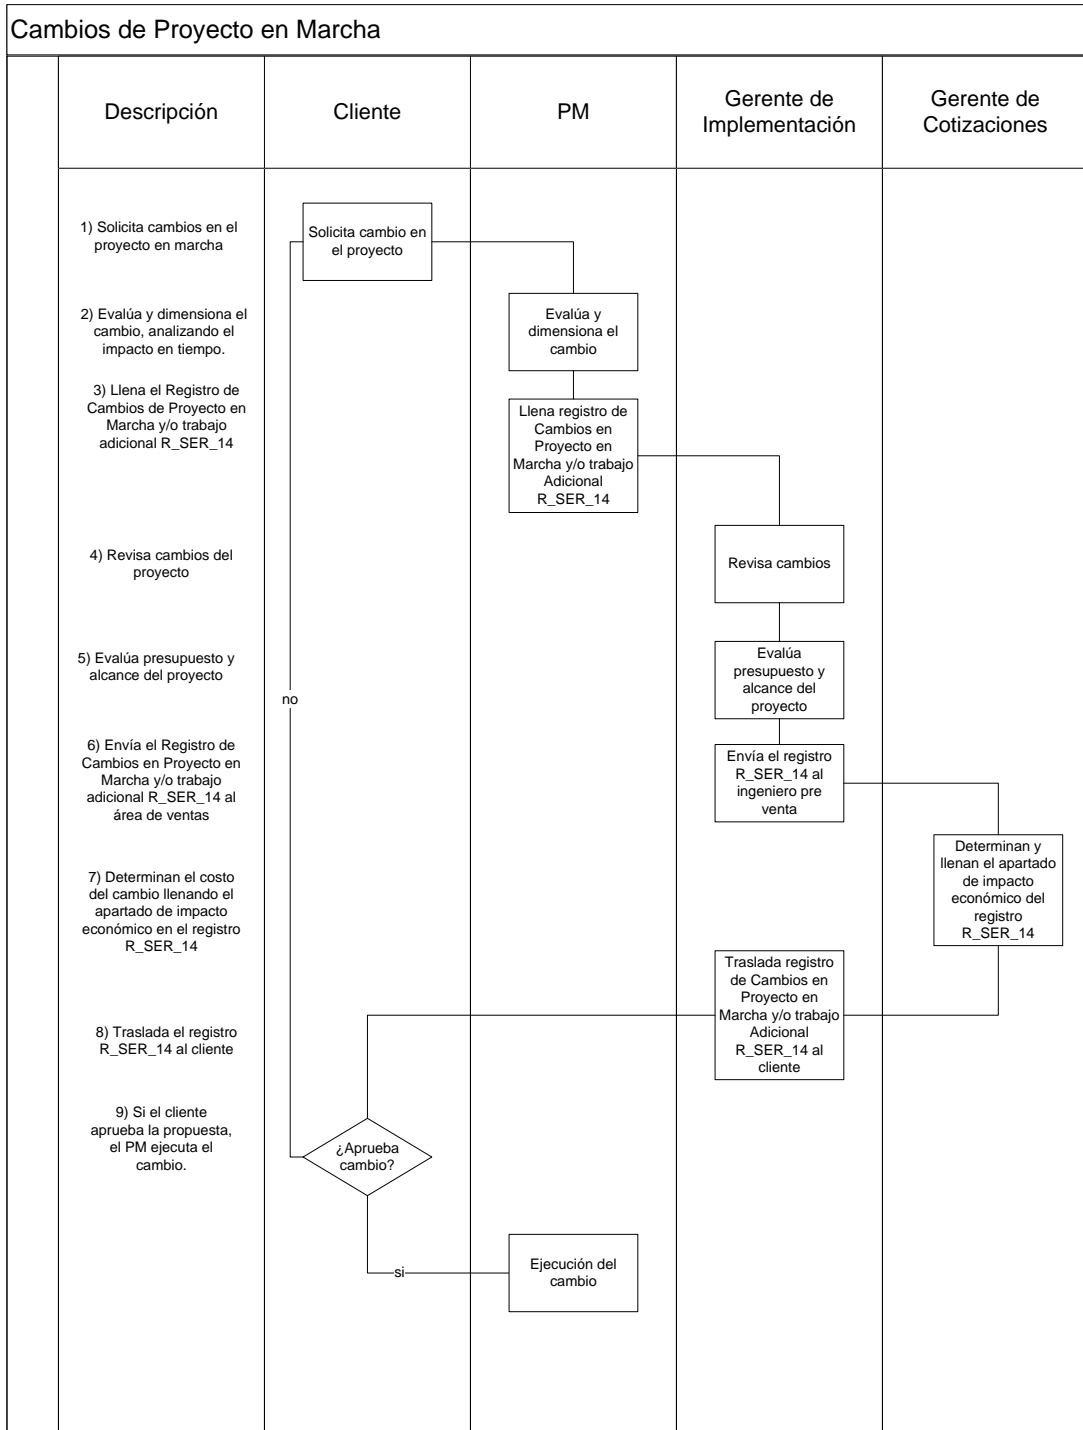 Cambios de Proyecto en Marcha
Descripción
Cliente
PM
Gerente de
Implementación
Gerente de
Cotizaciones
1) Solicita cambios en el
proyecto en marcha
Solicita cambio en
el proyecto
2) Evalúa y dimensiona el
cambio, analizando el
impacto en tiempo.
Evalúa y
dimensiona el
cambio
3) Llena el Registro de
Cambios de Proyecto en
Marcha y/o trabajo
adicional R_SER_14
Llena registro de
Cambios en
Proyecto en
Marcha y/o trabajo
Adicional
R_SER_14
4) Revisa cambios del
proyecto
Revisa cambios
5) Evalúa presupuesto y
alcance del proyecto
Evalúa
presupuesto y
alcance del
proyecto
no
6) Envía el Registro de
Cambios en Proyecto en
Marcha y/o trabajo
adicional R_SER_14 al
área de ventas
Envía el registro
R_SER_14 al
ingeniero pre
venta
7) Determinan el costo
del cambio llenando el
apartado de impacto
económico en el registro
R_SER_14
Determinan y
llenan el apartado
de impacto
económico del
registro
R_SER_14
8) Traslada el registro
R_SER_14 al cliente
Traslada registro
de Cambios en
Proyecto en
Marcha y/o trabajo
Adicional
R_SER_14 al
cliente
9) Si el cliente
aprueba la propuesta,
el PM ejecuta el
cambio.
¿Aprueba
cambio?
si
Ejecución del
cambio